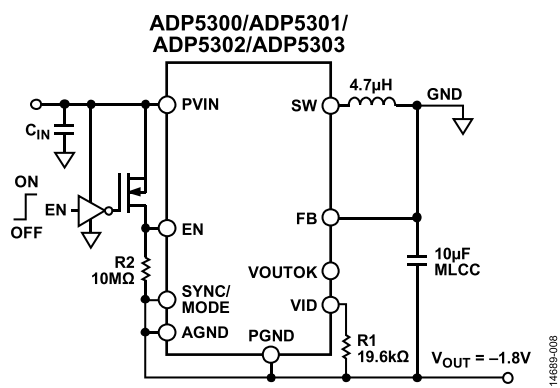 ADP5300/ADP5301/
ADP5302/ADP5303
4.7µH
GND
PVIN
SW
CIN
ON
EN
OFF
EN
FB
R2
10MΩ
VOUTOK
10µF
MLCC
SYNC/
MODE
VID
AGND
PGND
R1
19.6kΩ
VOUT = –1.8V
14689-008